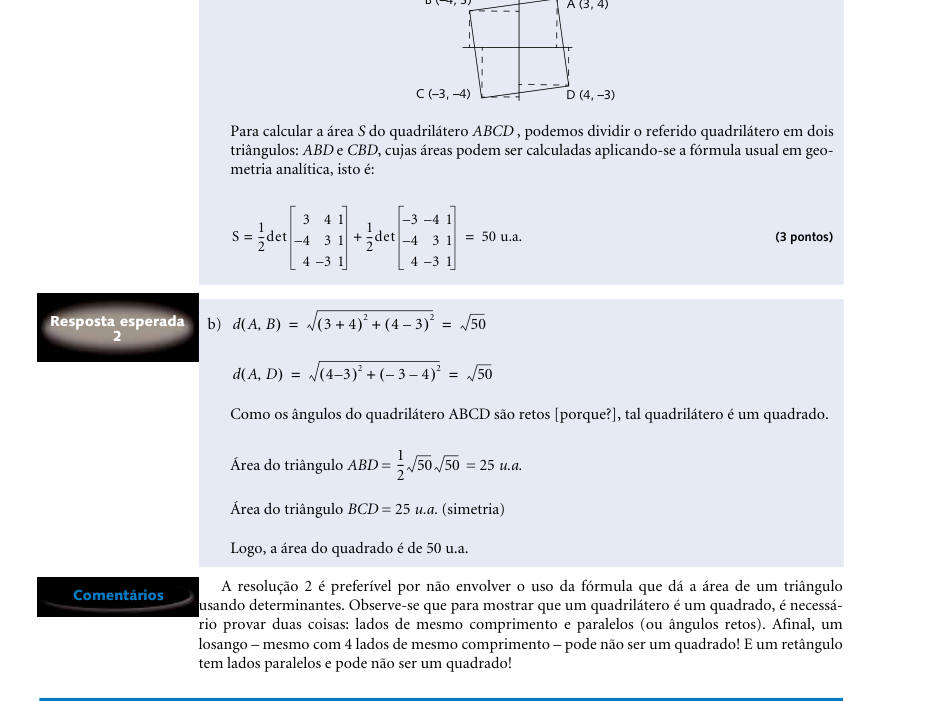 B (–4, 3)
A (3, 4)
C (–3, –4)
D (4, –3)
Para calcular a área S do quadrilátero ABCD , podemos dividir o referido quadrilátero em dois
triângulos: ABD e CBD, cujas áreas podem ser calculadas aplicando-se a fórmula usual em geo-
metria analítica, isto é:
S = 1/2 det [3 4 1; –4 3 1; 4 –3 1] + 1/2 det [–3 –4 1; –4 3 1; 4 –3 1] = 50 u.a. (3 pontos)
Resposta esperada
2
b) d(A, B) = √(3 + 4)² + (4 – 3)² = √50
d(A, D) = √(4–3)² + (– 3 – 4)² = √50
Como os ângulos do quadrilátero ABCD são retos [porque?], tal quadrilátero é um quadrado.
Área do triângulo ABD = 1/2 √50 √50 = 25 u.a.
Área do triângulo BCD = 25 u.a. (simetria)
Logo, a área do quadrado é de 50 u.a.
Comentários
A resolução 2 é preferível por não envolver o uso da fórmula que dá a área de um triângulo
usando determinantes. Observe-se que para mostrar que um quadrilátero é um quadrado, é necessá-
rio provar duas coisas: lados de mesmo comprimento e paralelos (ou ângulos retos). Afinal, um
losango – mesmo com 4 lados de mesmo comprimento – pode não ser um quadrado! E um retângulo
tem lados paralelos e pode não ser um quadrado!